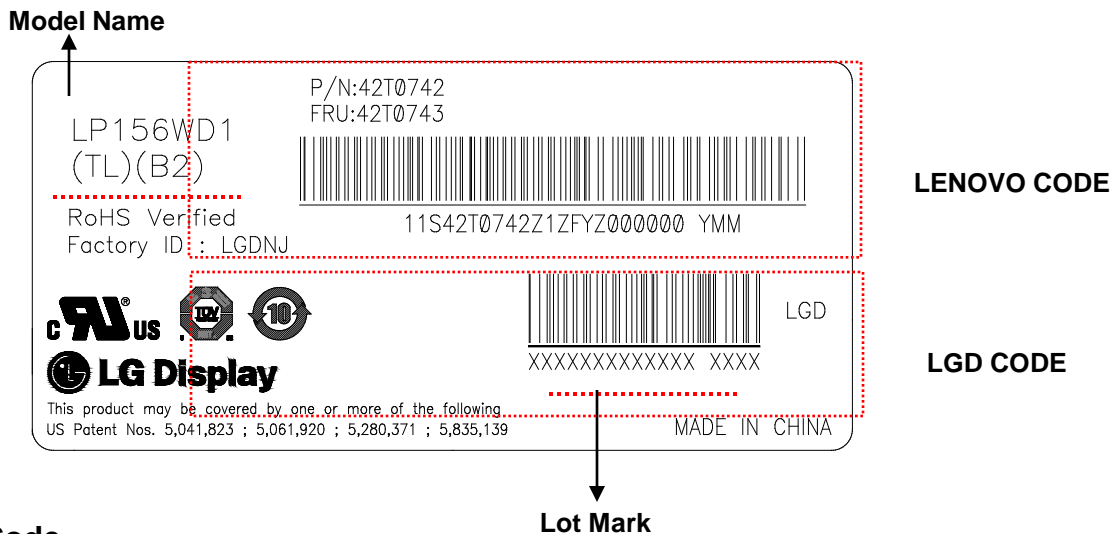 Model Name
P/N:42T0742
FRU:42T0743
LP156WD1
(TL)(B2)
LENOVO CODE
RoHS Verified
Factory ID : LGDNJ
11S42T0742Z1ZFYZ000000 YMM
LGD
c RU US ® TÜV 10
XXXXXXXXXXXXX XXXX
LG Display
LGD CODE
This product may be covered by one or more of the following
US Patent Nos. 5,041,823 ; 5,061,920 ; 5,280,371 ; 5,835,139
MADE IN CHINA
Lot Mark